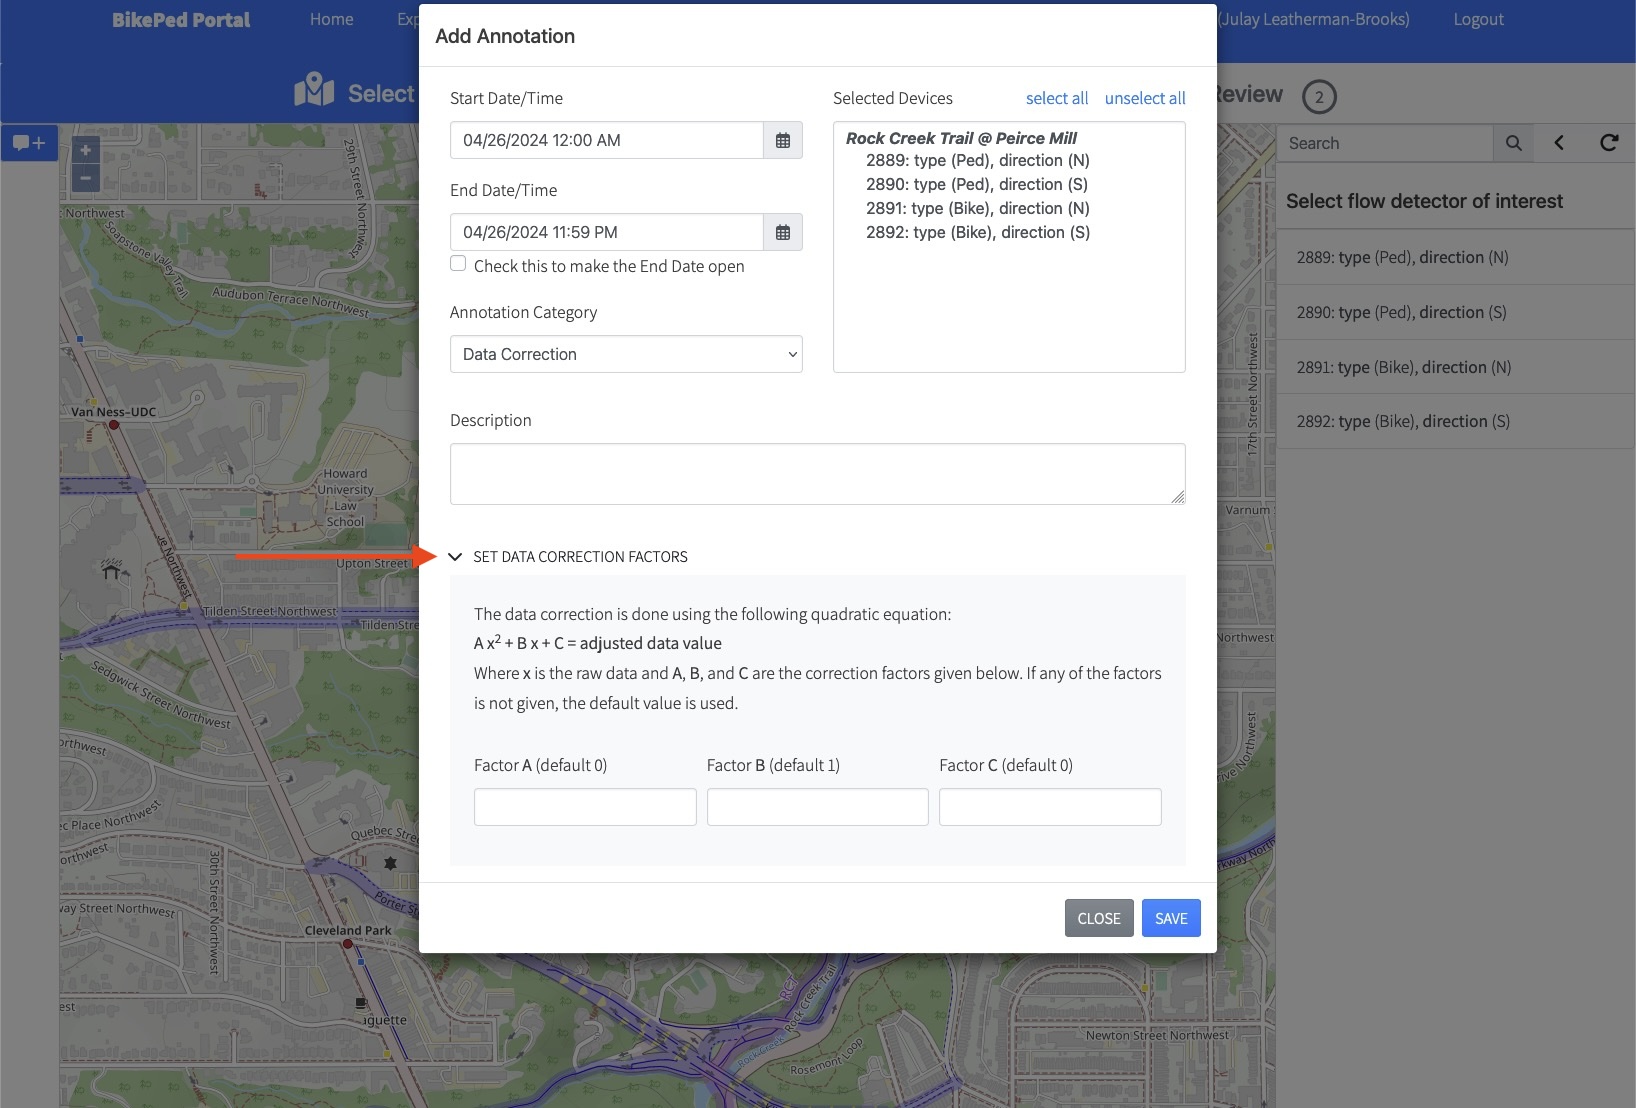 BikePed Portal
Home
(Julay Leatherman-Brooks)
Logout
Select
Review
2
Add Annotation
Start Date/Time
04/26/2024 12:00 AM
End Date/Time
04/26/2024 11:59 PM
Check this to make the End Date open
Annotation Category
Data Correction
Selected Devices
select all
unselect all
Rock Creek Trail @ Peirce Mill
2889: type (Ped), direction (N)
2890: type (Ped), direction (S)
2891: type (Bike), direction (N)
2892: type (Bike), direction (S)
Description
SET DATA CORRECTION FACTORS
The data correction is done using the following quadratic equation:
A x² + B x + C = adjusted data value
Where x is the raw data and A, B, and C are the correction factors given below. If any of the factors
is not given, the default value is used.
Factor A (default 0)
Factor B (default 1)
Factor C (default 0)
CLOSE
SAVE
Search
Select flow detector of interest
2889: type (Ped), direction (N)
2890: type (Ped), direction (S)
2891: type (Bike), direction (N)
2892: type (Bike), direction (S)
+
−
29th Street Northwest
Northwest
Soapstone Valley Trail
Audubon Terrace Northwest
Van Ness-UDC
Howard
University
Law
School
Upton Street
Tilden Street Northwest
Tilden Stre
Sedgwick Street Northwest
Quebec Stre
30th Street Northwest
Porter St
Cleveland Park
Place Northwest
way Street Northwest
17th Street Northwest
Varnum
Northwest
RCT
Rock Creek Trail
Rock Creek
Rosemont Loop
Newton Street Northwest